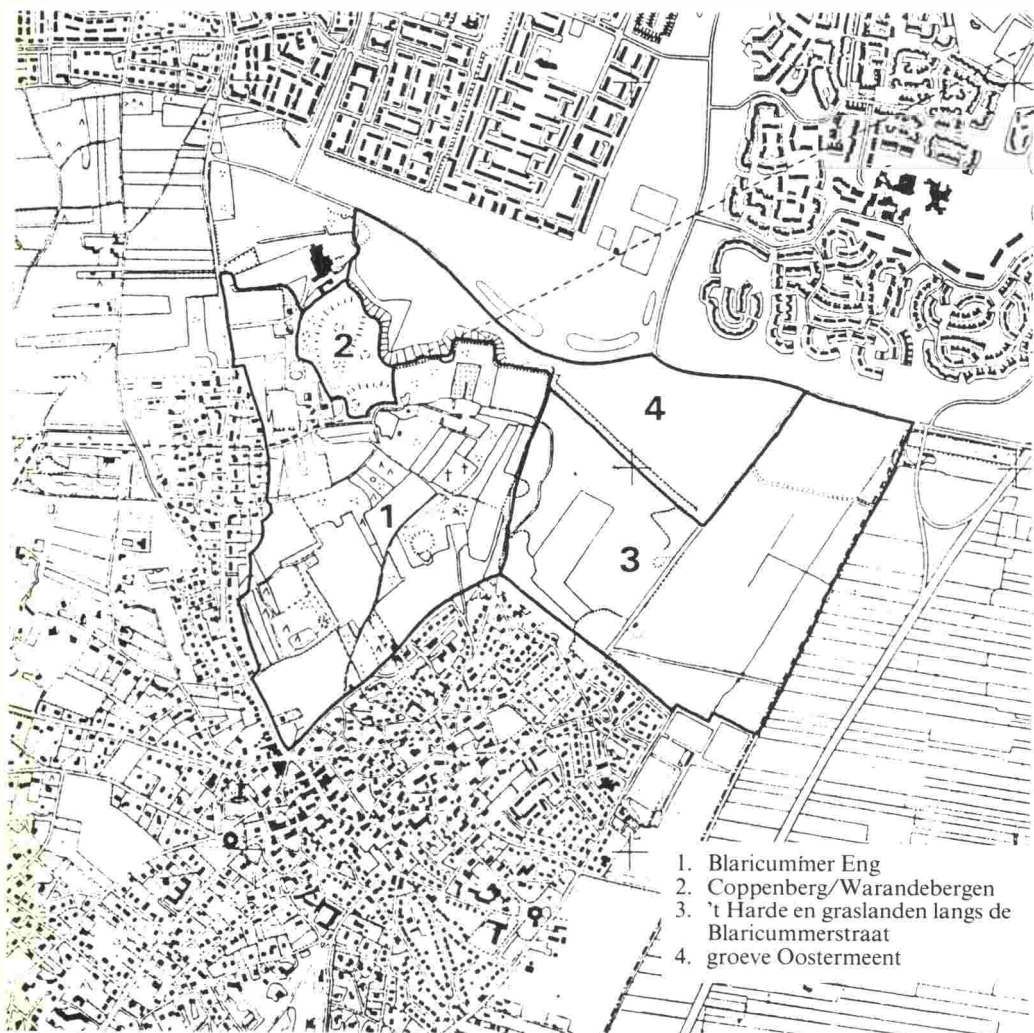 2
4
1
3
1. Blaricummer Eng
2. Coppenberg/Warandebergen
3. 't Harde en graslanden langs de
Blaricummerstraat
4. groeve Oostermeent